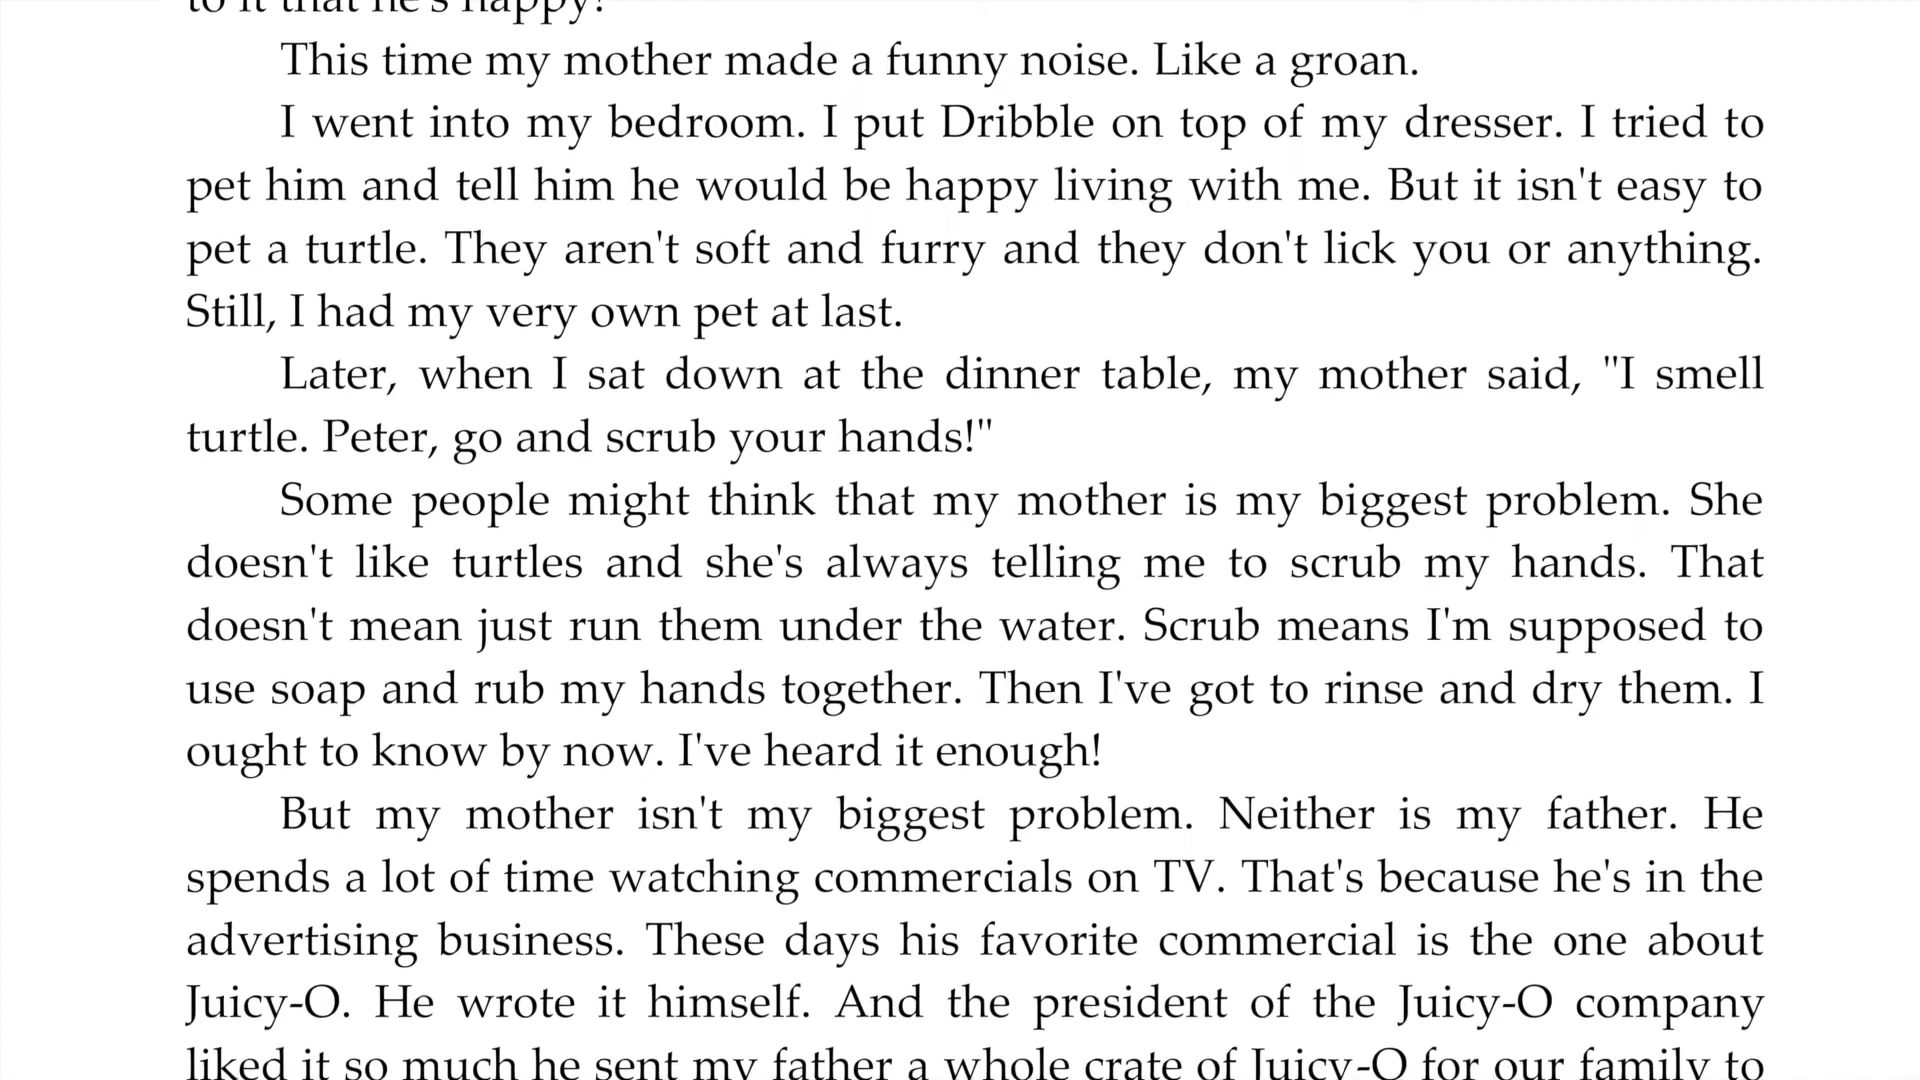 to it that he's happy!
This time my mother made a funny noise. Like a groan.
I went into my bedroom. I put Dribble on top of my dresser. I tried to
pet him and tell him he would be happy living with me. But it isn't easy to
pet a turtle. They aren't soft and furry and they don't lick you or anything.
Still, I had my very own pet at last.
Later, when I sat down at the dinner table, my mother said, "I smell
turtle. Peter, go and scrub your hands!"
Some people might think that my mother is my biggest problem. She
doesn't like turtles and she's always telling me to scrub my hands. That
doesn't mean just run them under the water. Scrub means I'm supposed to
use soap and rub my hands together. Then I've got to rinse and dry them. I
ought to know by now. I've heard it enough!
But my mother isn't my biggest problem. Neither is my father. He
spends a lot of time watching commercials on TV. That's because he's in the
advertising business. These days his favorite commercial is the one about
Juicy-O. He wrote it himself. And the president of the Juicy-O company
liked it so much he sent my father a whole crate of Juicy-O for our family to